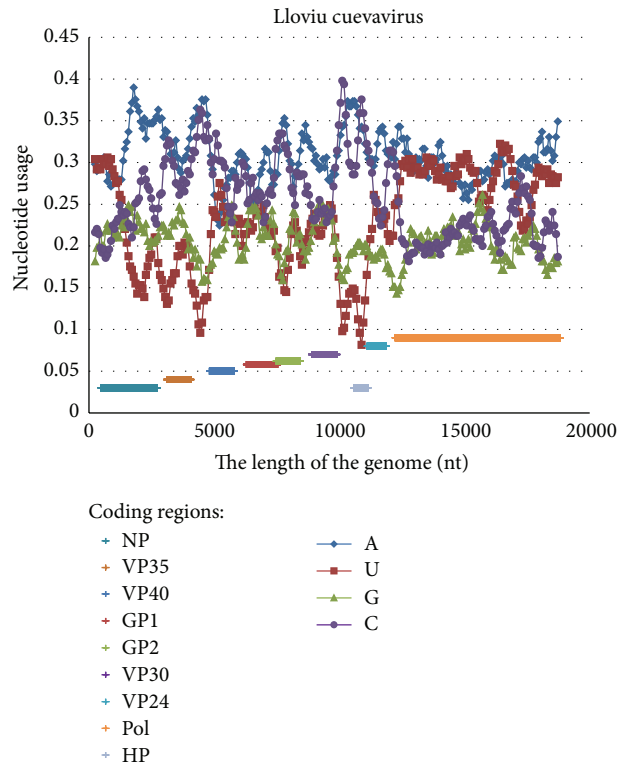 Lloviu cuevavirus
0.45
0.4
0.35
0.3
0.25
0.2
0.15
0.1
0.05
0
Nucleotide usage
0 5000 10000 15000 20000
The length of the genome (nt)
Coding regions:
NP
VP35
VP40
GP1
GP2
VP30
VP24
Pol
HP
A
U
G
C